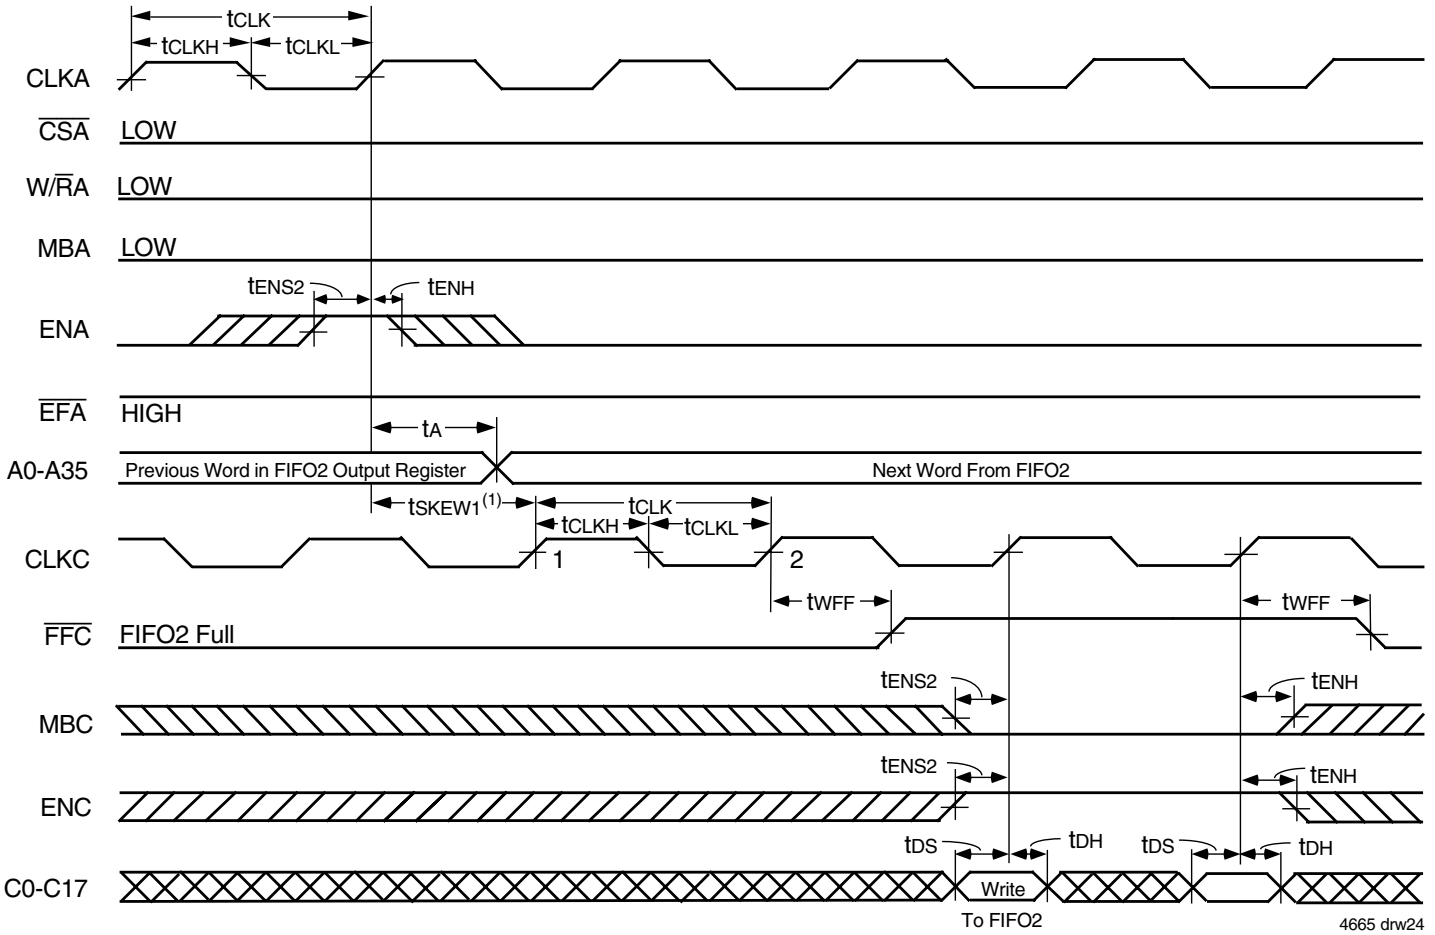 tCLK
tCLKH tCLKL
CLKA
CSA LOW
W/RA LOW
MBA LOW
tENS2 tENH
ENA
EFA HIGH
tA
A0-A35 Previous Word in FIFO2 Output Register Next Word From FIFO2
tSKEW1(1) tCLK
tCLKH tCLKL
CLKC 1 2
tWFF tWFF
FFC FIFO2 Full
tENS2 tENH
MBC
tENS2 tENH
ENC
tDS tDH tDS tDH
C0-C17 Write
To FIFO2
4665 drw24